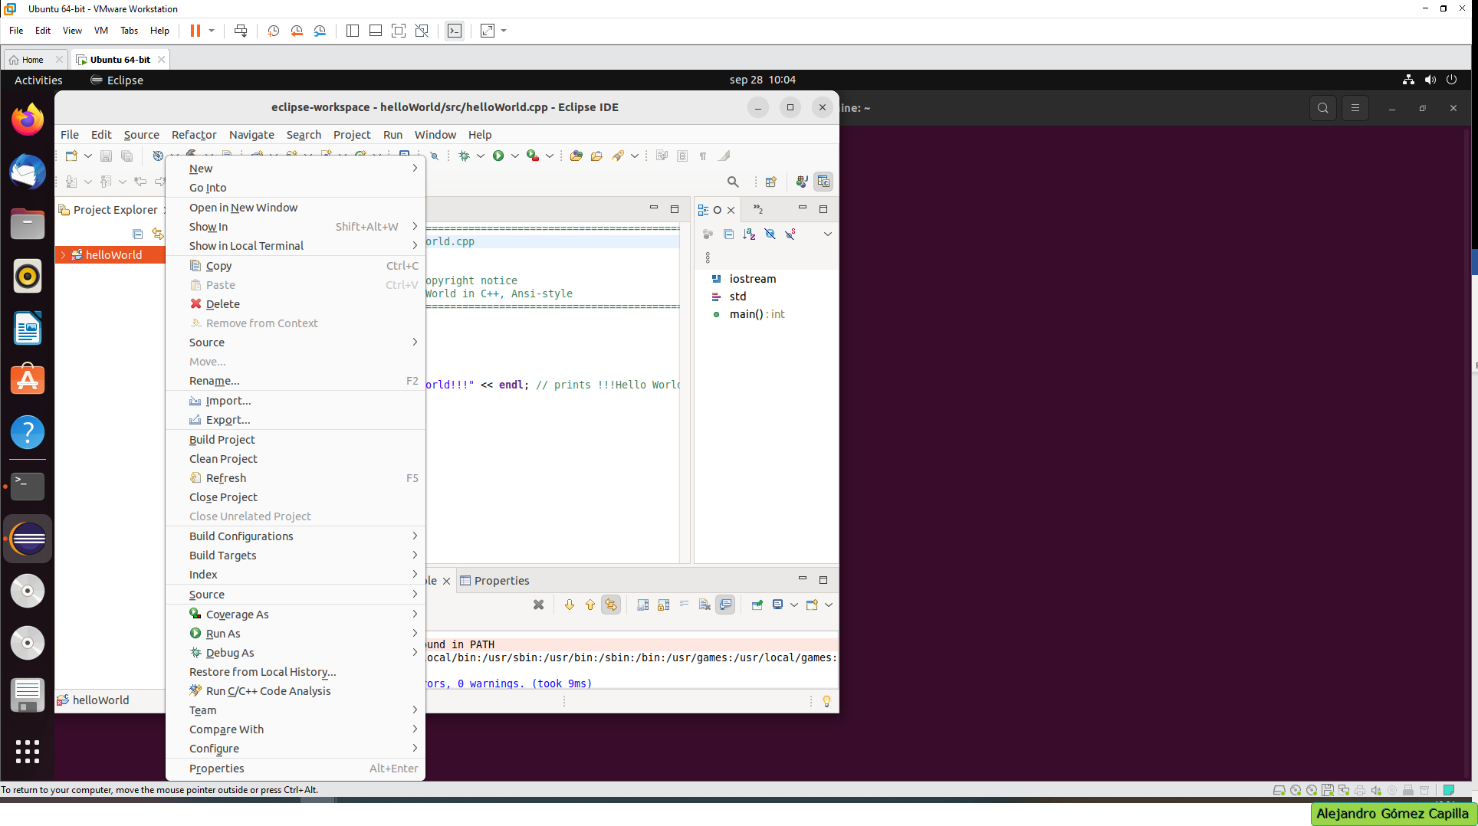 Ubuntu 64-bit - VMware Workstation
File Edit View VM Tabs Help
Home Ubuntu 64-bit
Activities Eclipse sep 28 10:04
eclipse-workspace - helloWorld/src/helloWorld.cpp - Eclipse IDE ine: ~
File Edit Source Refactor Navigate Search Project Run Window Help
Project Explorer
helloWorld
New
Go Into
Open in New Window
Show In Shift+Alt+W
Show in Local Terminal
Copy Ctrl+C
Paste Ctrl+V
Delete
Remove from Context
Source
Move...
Rename... F2
Import...
Export...
Build Project
Clean Project
Refresh F5
Close Project
Close Unrelated Project
Build Configurations
Build Targets
Index
Source
Coverage As
Run As
Debug As
Restore from Local History...
Run C/C++ Code Analysis
Team
Compare With
Configure
Properties Alt+Enter
orld.cpp
opyright notice
World in C++, Ansi-style
orld!!!" << endl; // prints !!!Hello World
iostream
std
main() : int
ole Properties
und in PATH
ocal/bin:/usr/sbin:/usr/bin:/sbin:/bin:/usr/games:/usr/local/games:
ors, 0 warnings. (took 9ms)
helloWorld
To return to your computer, move the mouse pointer outside or press Ctrl+Alt.
Alejandro Gómez Capilla